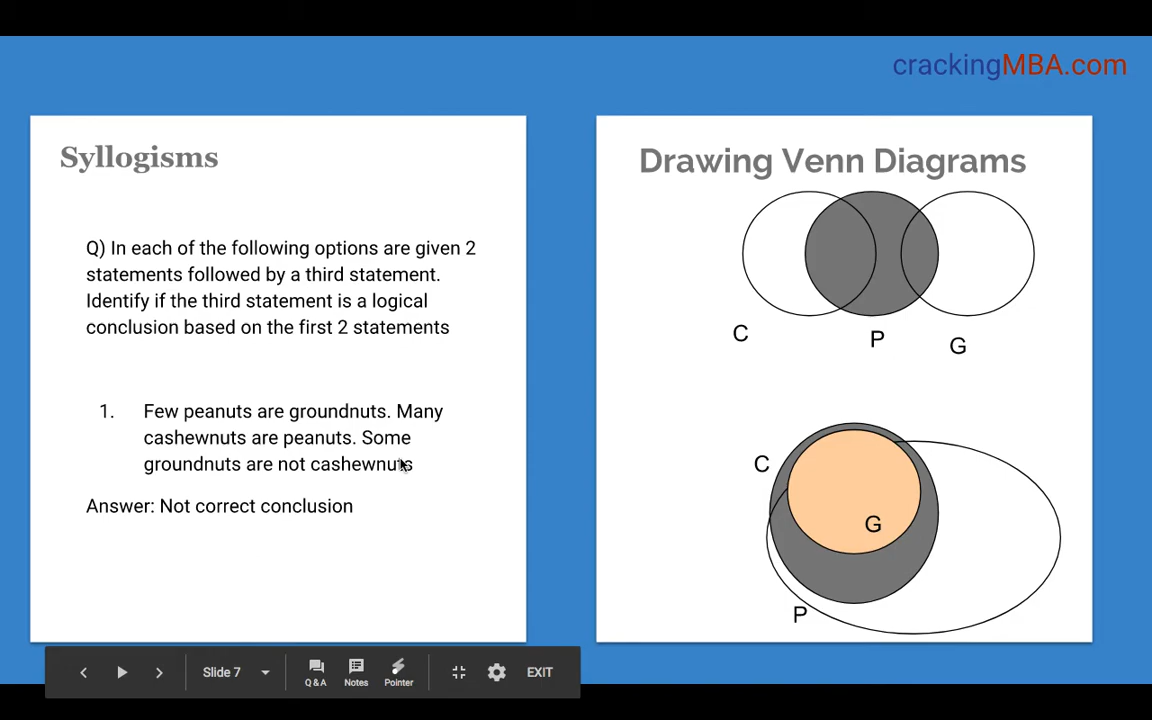 crackingMBA.com
Syllogisms
Q) In each of the following options are given 2
statements followed by a third statement.
Identify if the third statement is a logical
conclusion based on the first 2 statements
1. Few peanuts are groundnuts. Many
cashewnuts are peanuts. Some
groundnuts are not cashewnuts
Answer: Not correct conclusion
Drawing Venn Diagrams
C
P
G
C
G
P
Slide 7
Q & A
Notes
Pointer
EXIT